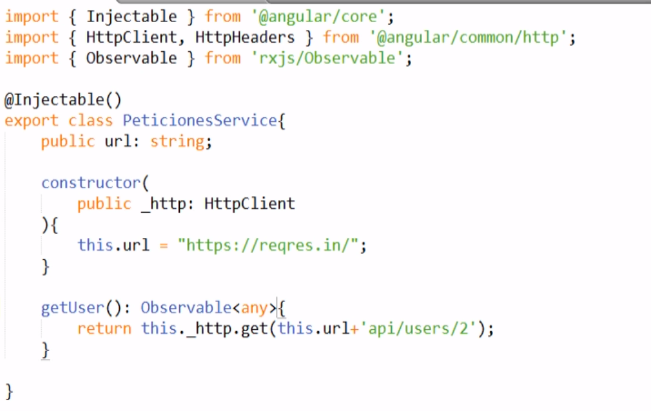 import { Injectable } from '@angular/core';
import { HttpClient, HttpHeaders } from '@angular/common/http';
import { Observable } from 'rxjs/Observable';
@Injectable()
export class PeticionesService{
public url: string;
constructor(
public _http: HttpClient
){
this.url = "https://reqres.in/";
}
getUser(): Observable<any>{
return this._http.get(this.url+'api/users/2');
}
}